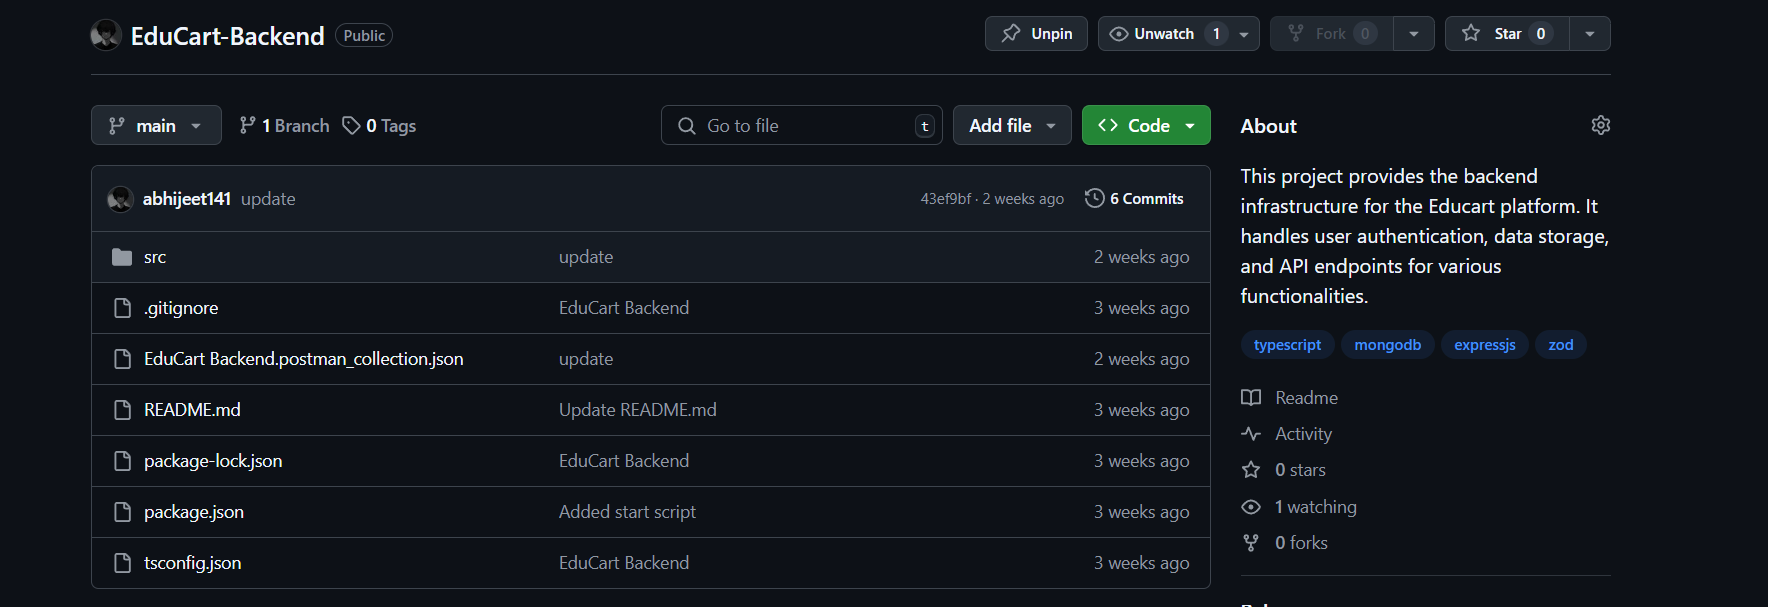 EduCart-Backend Public
Unpin Unwatch 1 Fork 0 Star 0
main 1 Branch 0 Tags Go to file t Add file Code
abhijeet141 update 43ef9bf · 2 weeks ago 6 Commits
src update 2 weeks ago
.gitignore EduCart Backend 3 weeks ago
EduCart Backend.postman_collection.json update 2 weeks ago
README.md Update README.md 3 weeks ago
package-lock.json EduCart Backend 3 weeks ago
package.json Added start script 3 weeks ago
tsconfig.json EduCart Backend 3 weeks ago
About
This project provides the backend
infrastructure for the Educart platform. It
handles user authentication, data storage,
and API endpoints for various
functionalities.
typescript mongodb expressjs zod
Readme
Activity
0 stars
1 watching
0 forks